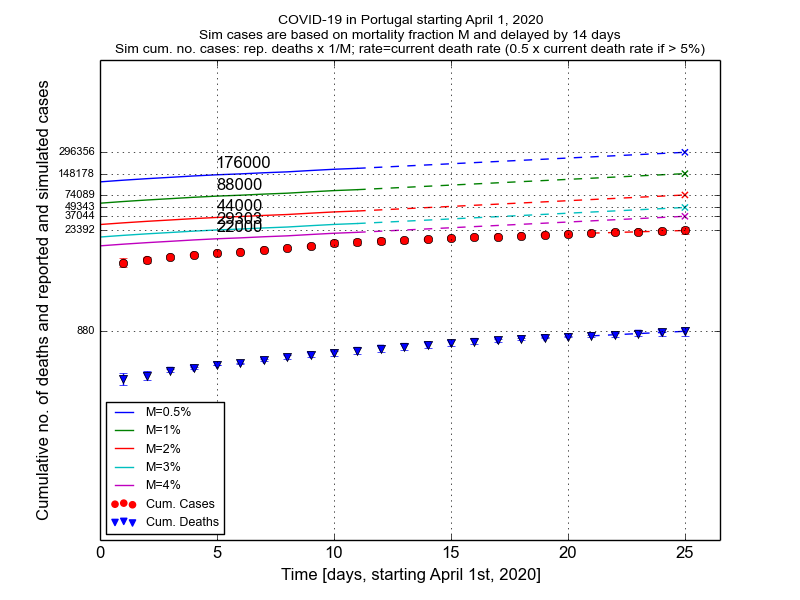 COVID-19 in Portugal starting April 1, 2020
Sim cases are based on mortality fraction M and delayed by 14 days
Sim cum. no. cases: rep. deaths x 1/M; rate=current death rate (0.5 x current death rate if > 5%)
Cumulative no. of deaths and reported and simulated cases
296356
148178
74089
49343
37044
23392
880
176000
88000
44000
29303
22000
M=0.5%
M=1%
M=2%
M=3%
M=4%
Cum. Cases
Cum. Deaths
0 5 10 15 20 25
Time [days, starting April 1st, 2020]